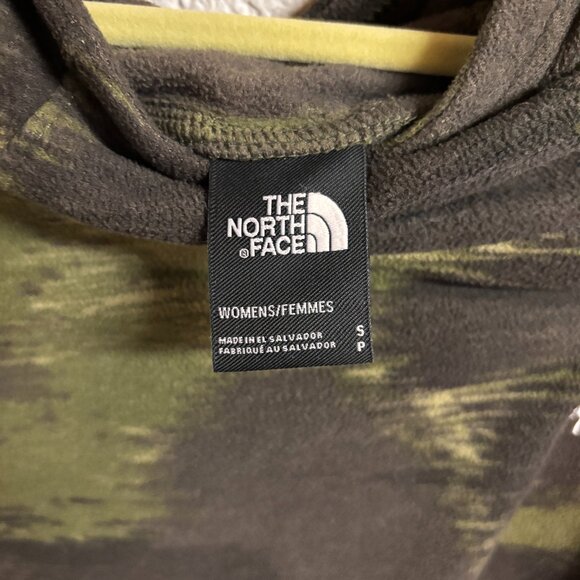 THE
NORTH
FACE
WOMENS/FEMMES
MADE IN EL SALVADOR S
FABRIQUÉ AU SALVADOR P